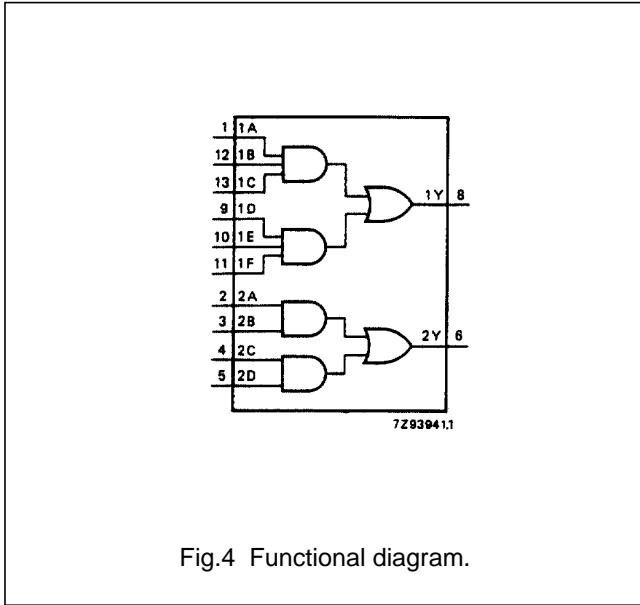 1 1A
12 1B
13 1C
9 1D
10 1E
11 1F
1Y 8
2 2A
3 2B
4 2C
5 2D
2Y 6
7Z93941.1
Fig.4 Functional diagram.